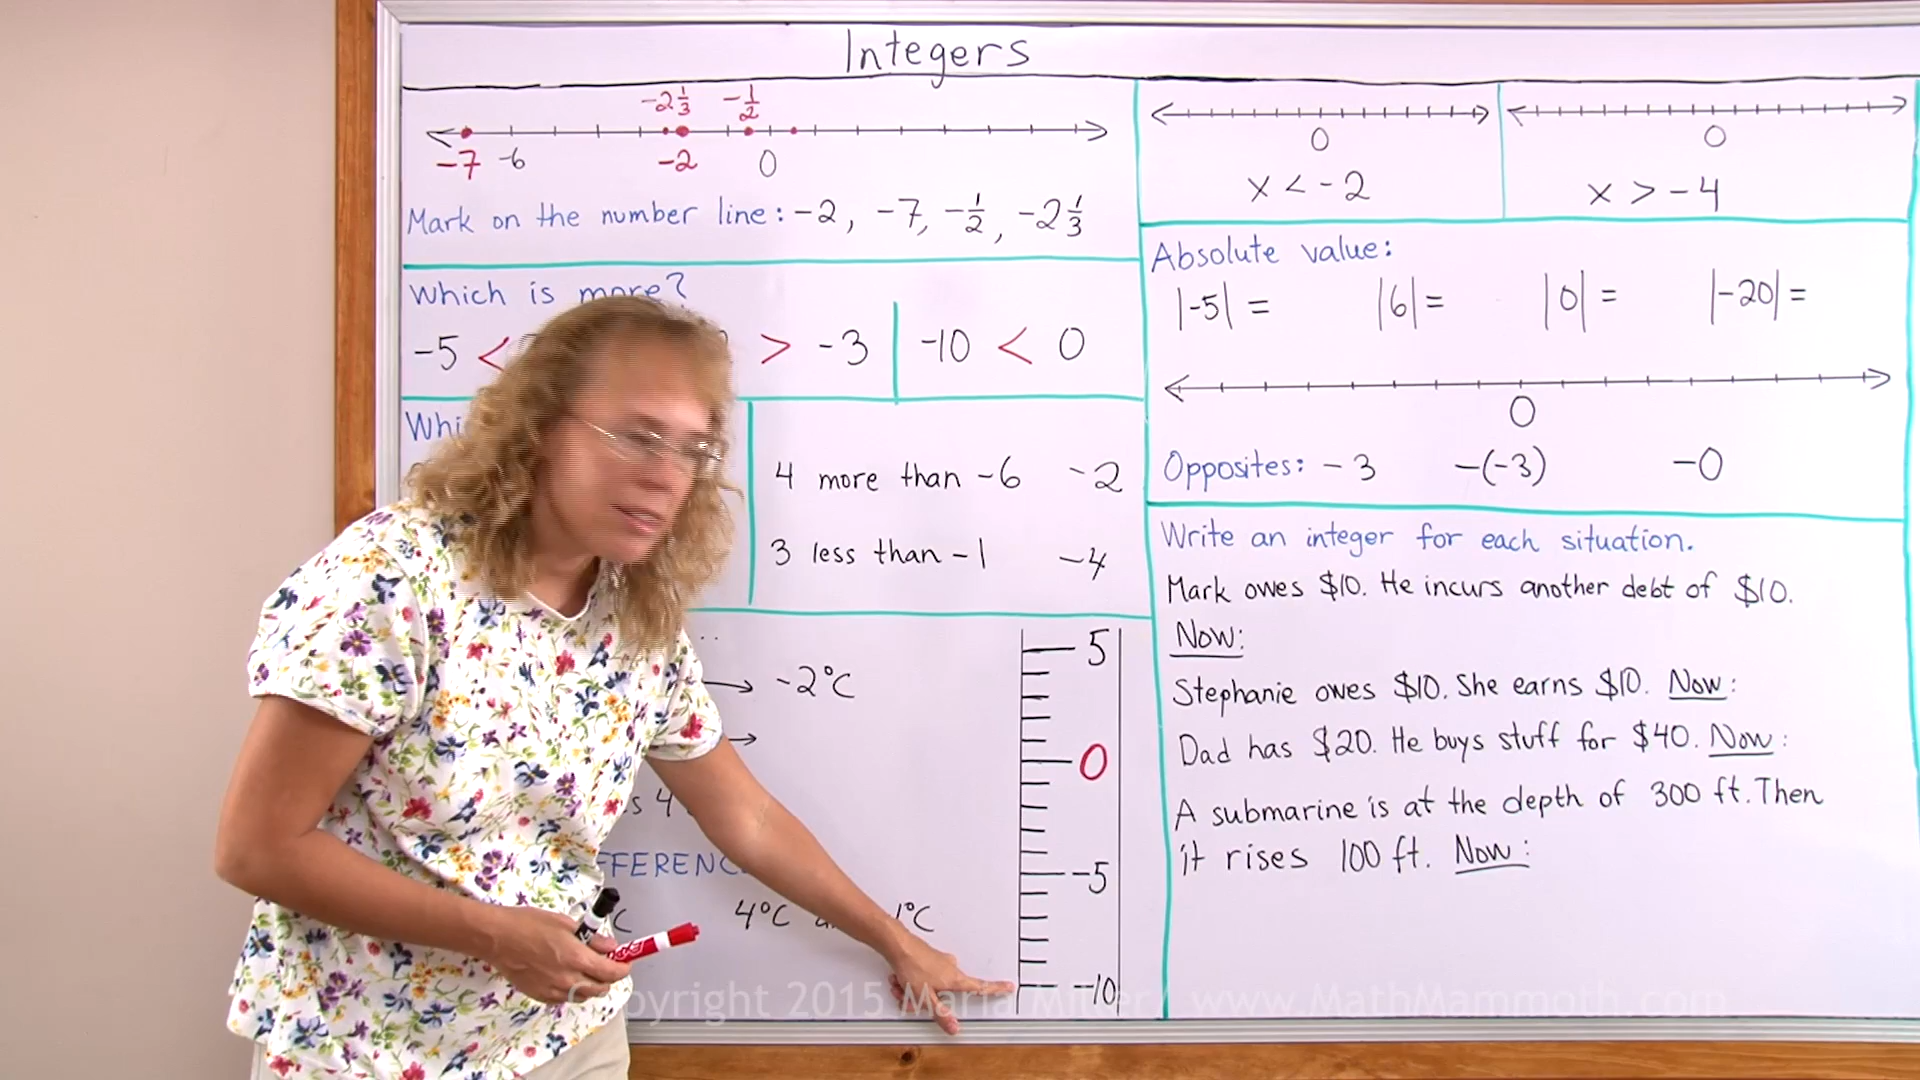 Integers
-2 1/3 -1/2
-7 -6 -2 0
Mark on the number line: -2, -7, -1/2, -2 1/3
Which is more?
-5 < > -3 -10 < 0
4 more than -6 -2
3 less than -1 -4
→ -2°C
→
4
4°C
5
0
-5
-10
0
x < -2
0
x > -4
Absolute value:
|-5| = |6| = |0| = |-20| =
0
Opposites: -3 -(-3) -0
Write an integer for each situation.
Mark owes $10. He incurs another debt of $10.
Now:
Stephanie owes $10. She earns $10. Now:
Dad has $20. He buys stuff for $40. Now:
A submarine is at the depth of 300 ft. Then
it rises 100 ft. Now:
Copyright 2015 Maria Miller / www.MathMammoth.com